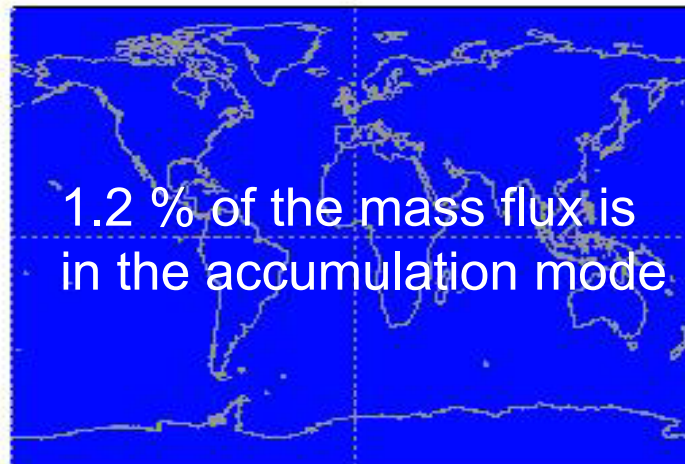 1.2 % of the mass flux is
in the accumulation mode